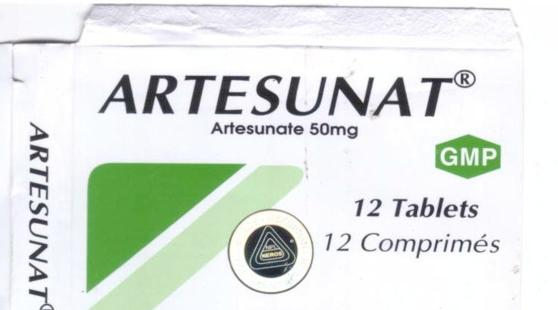 ARTESUNAT®
Artesunate 50mg
GMP
12 Tablets
12 Comprimés
NEROS
ARTESUNAT®